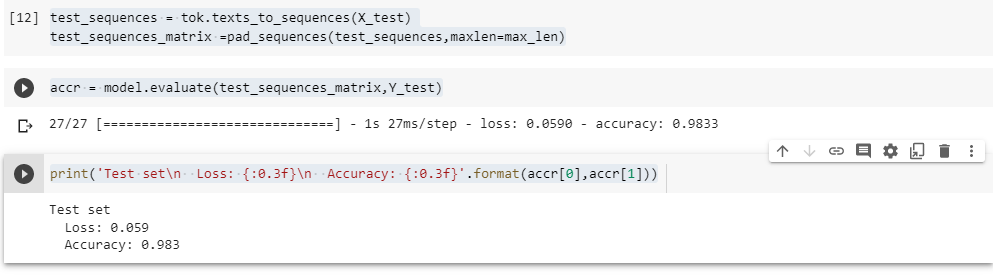 [12] test_sequences = tok.texts_to_sequences(X_test)
test_sequences_matrix =pad_sequences(test_sequences,maxlen=max_len)
accr = model.evaluate(test_sequences_matrix,Y_test)
27/27 [==============================] - 1s 27ms/step - loss: 0.0590 - accuracy: 0.9833
print('Test set\n  Loss: {:0.3f}\n  Accuracy: {:0.3f}'.format(accr[0],accr[1]))
Test set
  Loss: 0.059
  Accuracy: 0.983